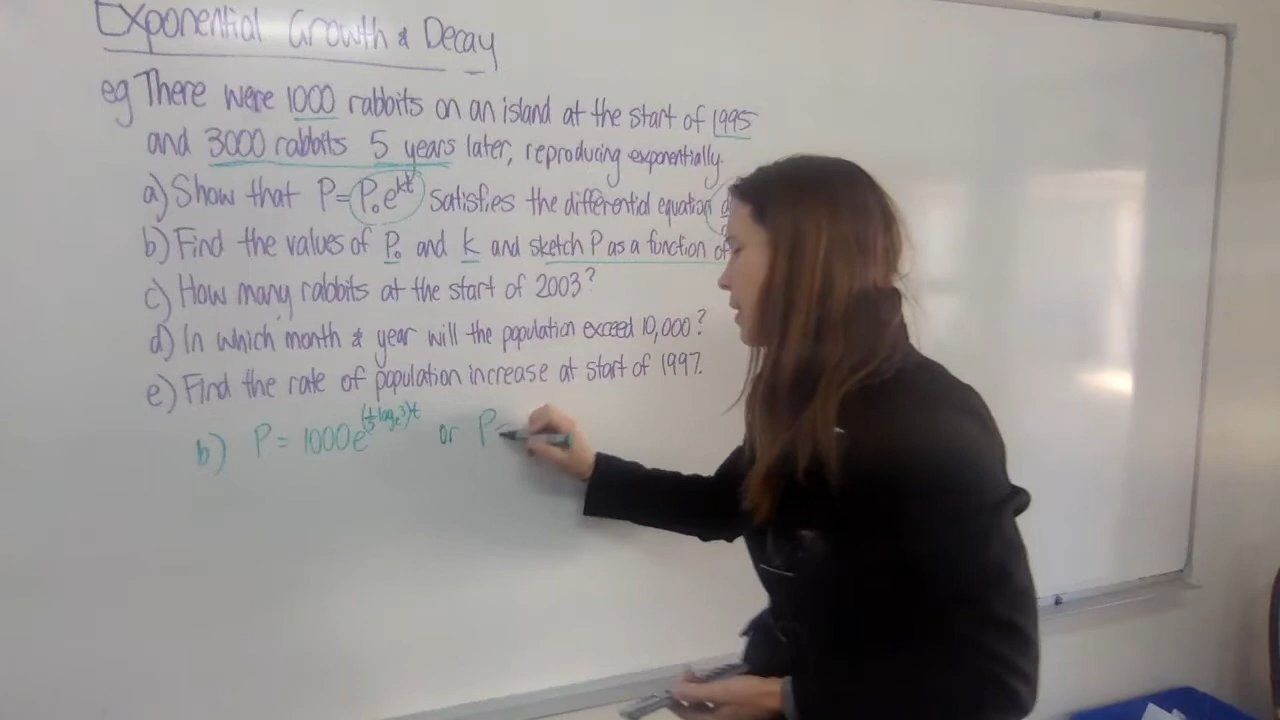 Exponential Growth & Decay
eg There were 1000 rabbits on an island at the start of 1995
and 3000 rabbits 5 years later, reproducing exponentially.
a) Show that P=P₀e^kt satisfies the differential equation
b) Find the values of P₀ and k and sketch P as a function of
c) How many rabbits at the start of 2003?
d) In which month & year will the population exceed 10,000?
e) Find the rate of population increase at start of 1997.
b) P = 1000e^(1/5 logₑ3)t or P=